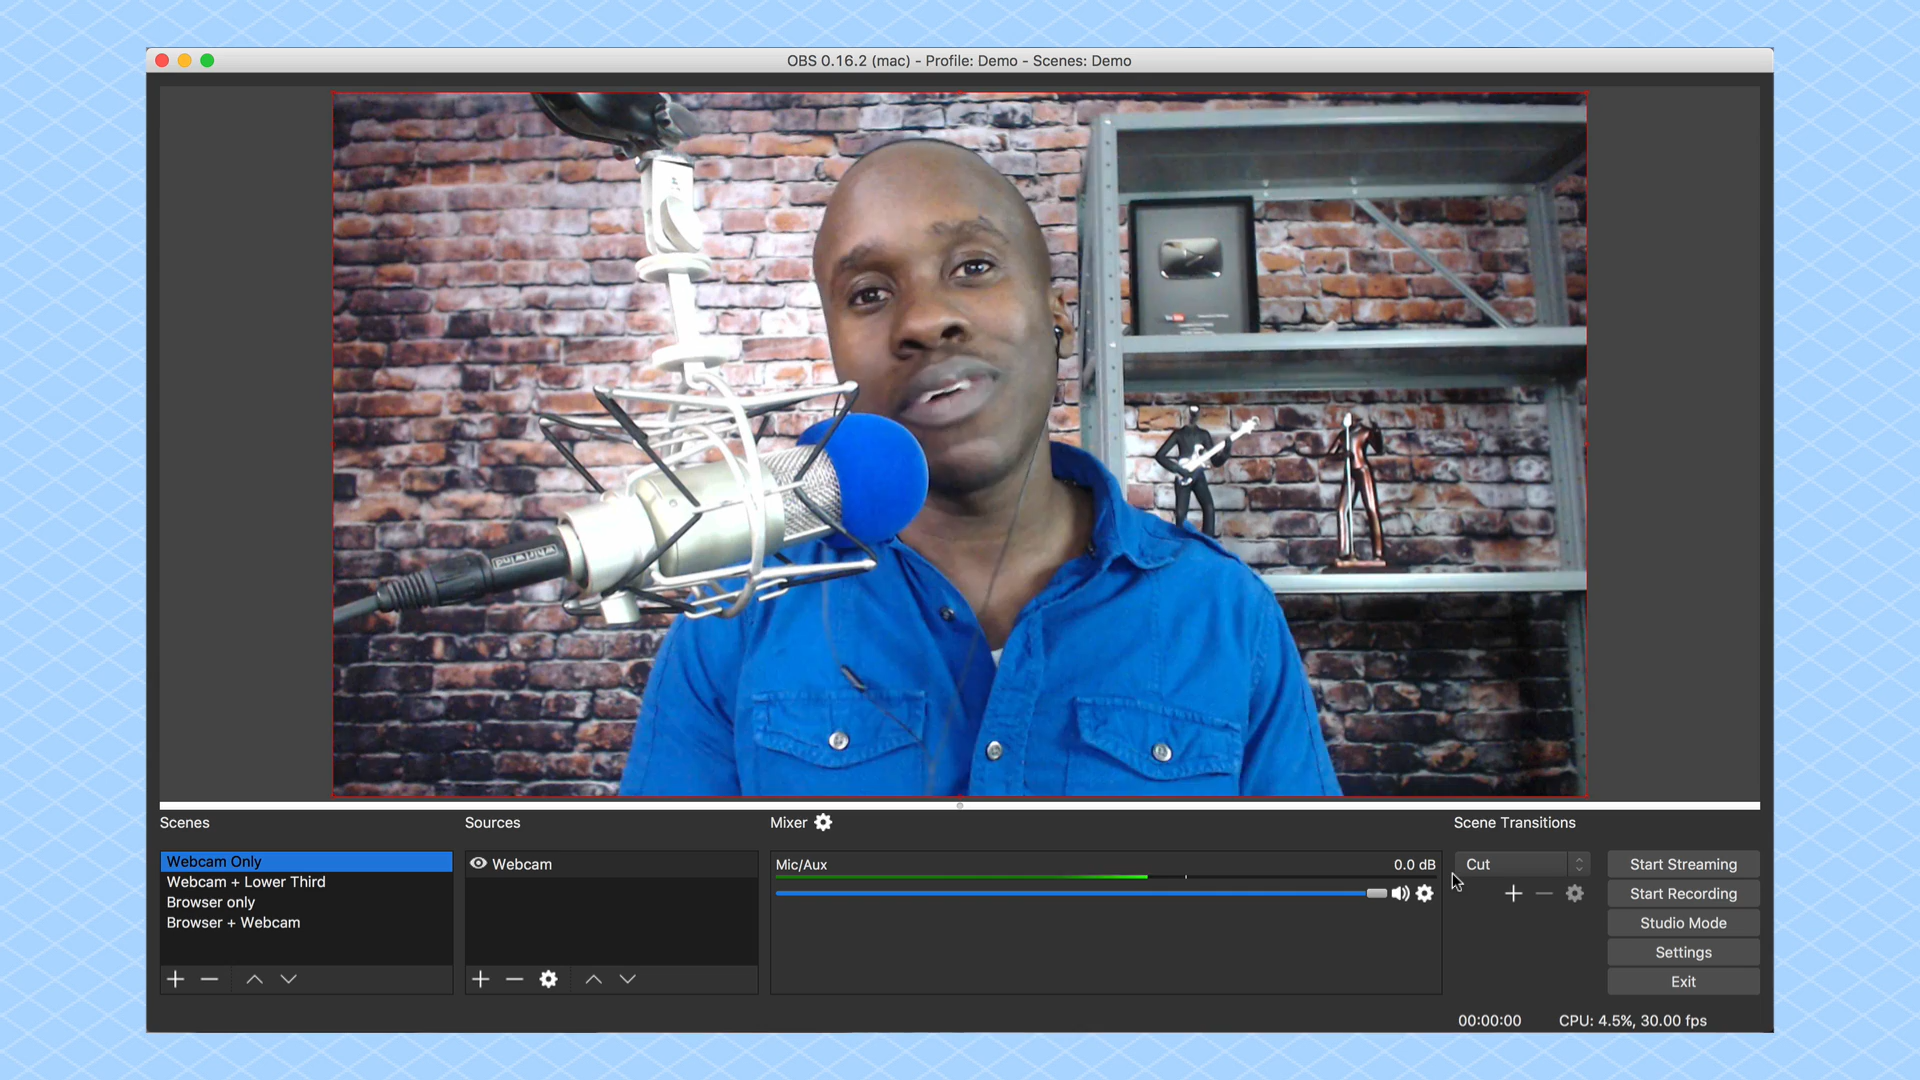 OBS 0.16.2 (mac) - Profile: Demo - Scenes: Demo
whirlwind
Scenes
Sources
Mixer
Scene Transitions
Webcam Only
Webcam + Lower Third
Browser only
Browser + Webcam
Webcam
Mic/Aux
0.0 dB
Cut
Start Streaming
Start Recording
Studio Mode
Settings
Exit
00:00:00
CPU: 4.5%, 30.00 fps